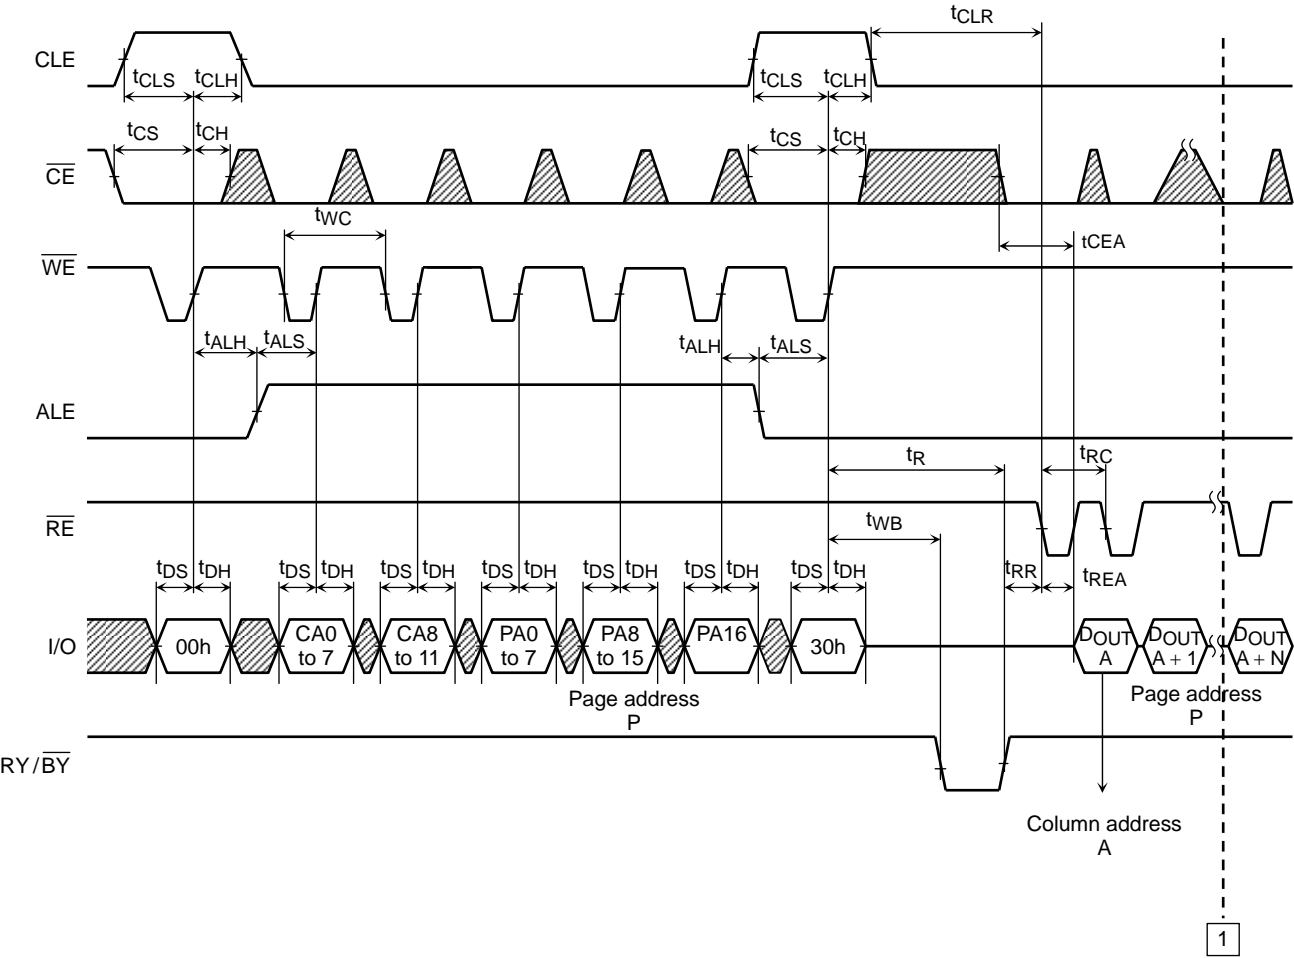 tCLR
CLE
tCLS tCLH tCLS tCLH
tCS tCH tCS tCH
CE
tWC
tCEA
WE
tALH tALS tALH tALS
ALE
tR tRC
RE
tWB
tDS tDH tDS tDH tDS tDH tDS tDH tDS tDH tDS tDH tDS tDH tRR tREA
I/O
00h
CA0
to 7
CA8
to 11
PA0
to 7
PA8
to 15
PA16
30h
DOUT
A
DOUT
A + 1
DOUT
A + N
Page address
P
Page address
P
RY/BY
Column address
A
1